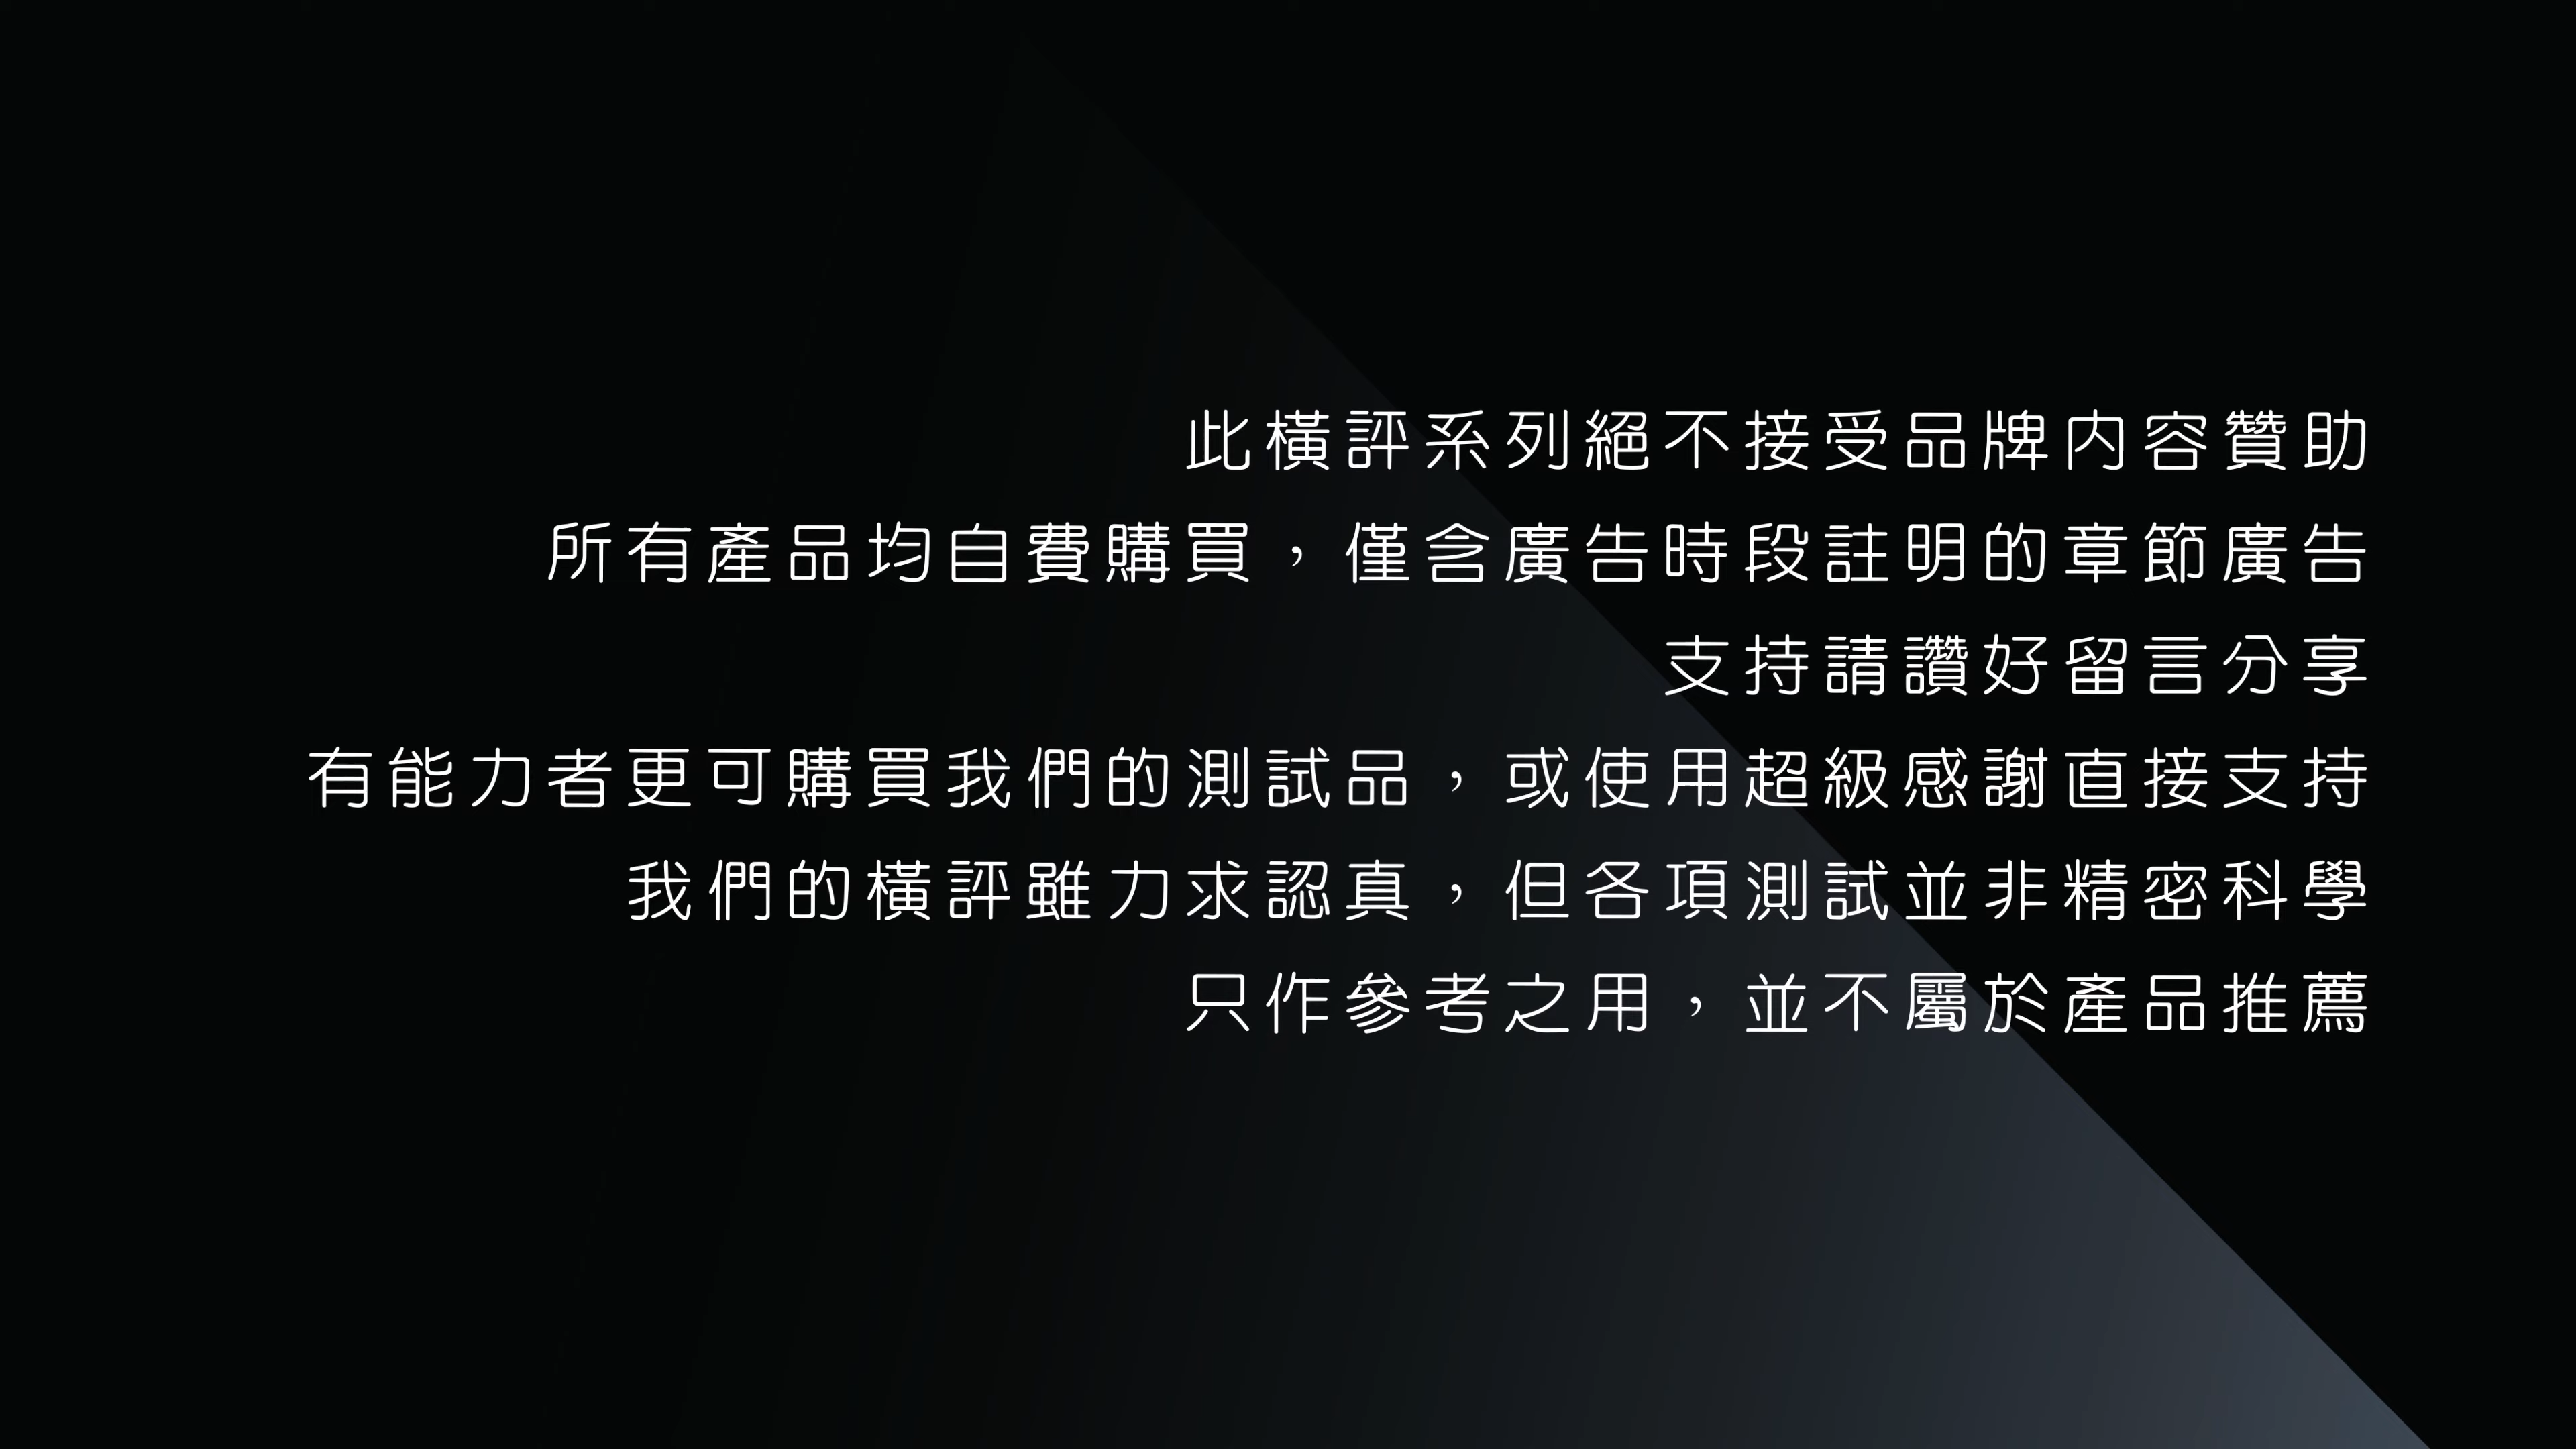 此橫評系列絕不接受品牌内容贊助
所有產品均自費購買，僅含廣告時段註明的章節廣告
支持請讚好留言分享
有能力者更可購買我們的測試品，或使用超級感謝直接支持
我們的橫評雖力求認真，但各項測試並非精密科學
只作參考之用，並不屬於產品推薦